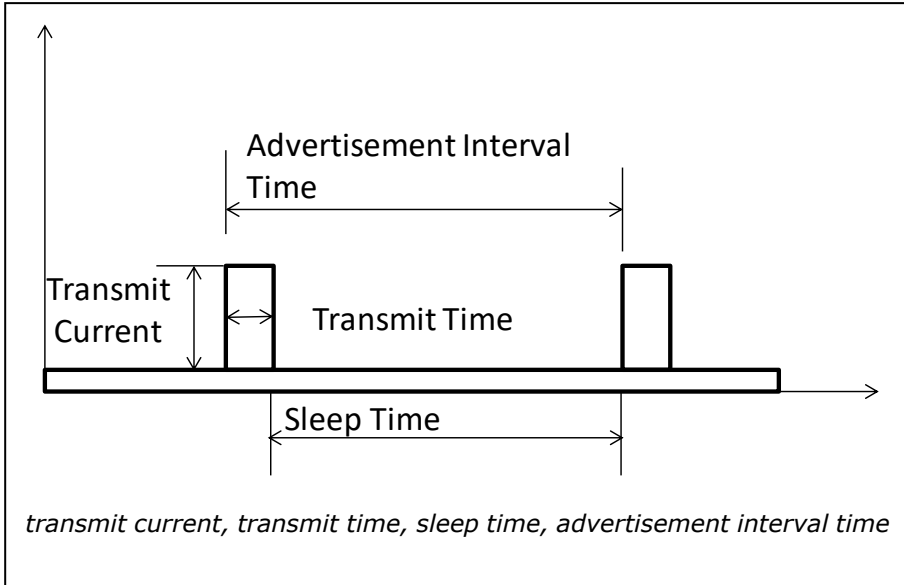 Advertisement Interval
Time
Transmit
Current
Transmit Time
Sleep Time
transmit current, transmit time, sleep time, advertisement interval time